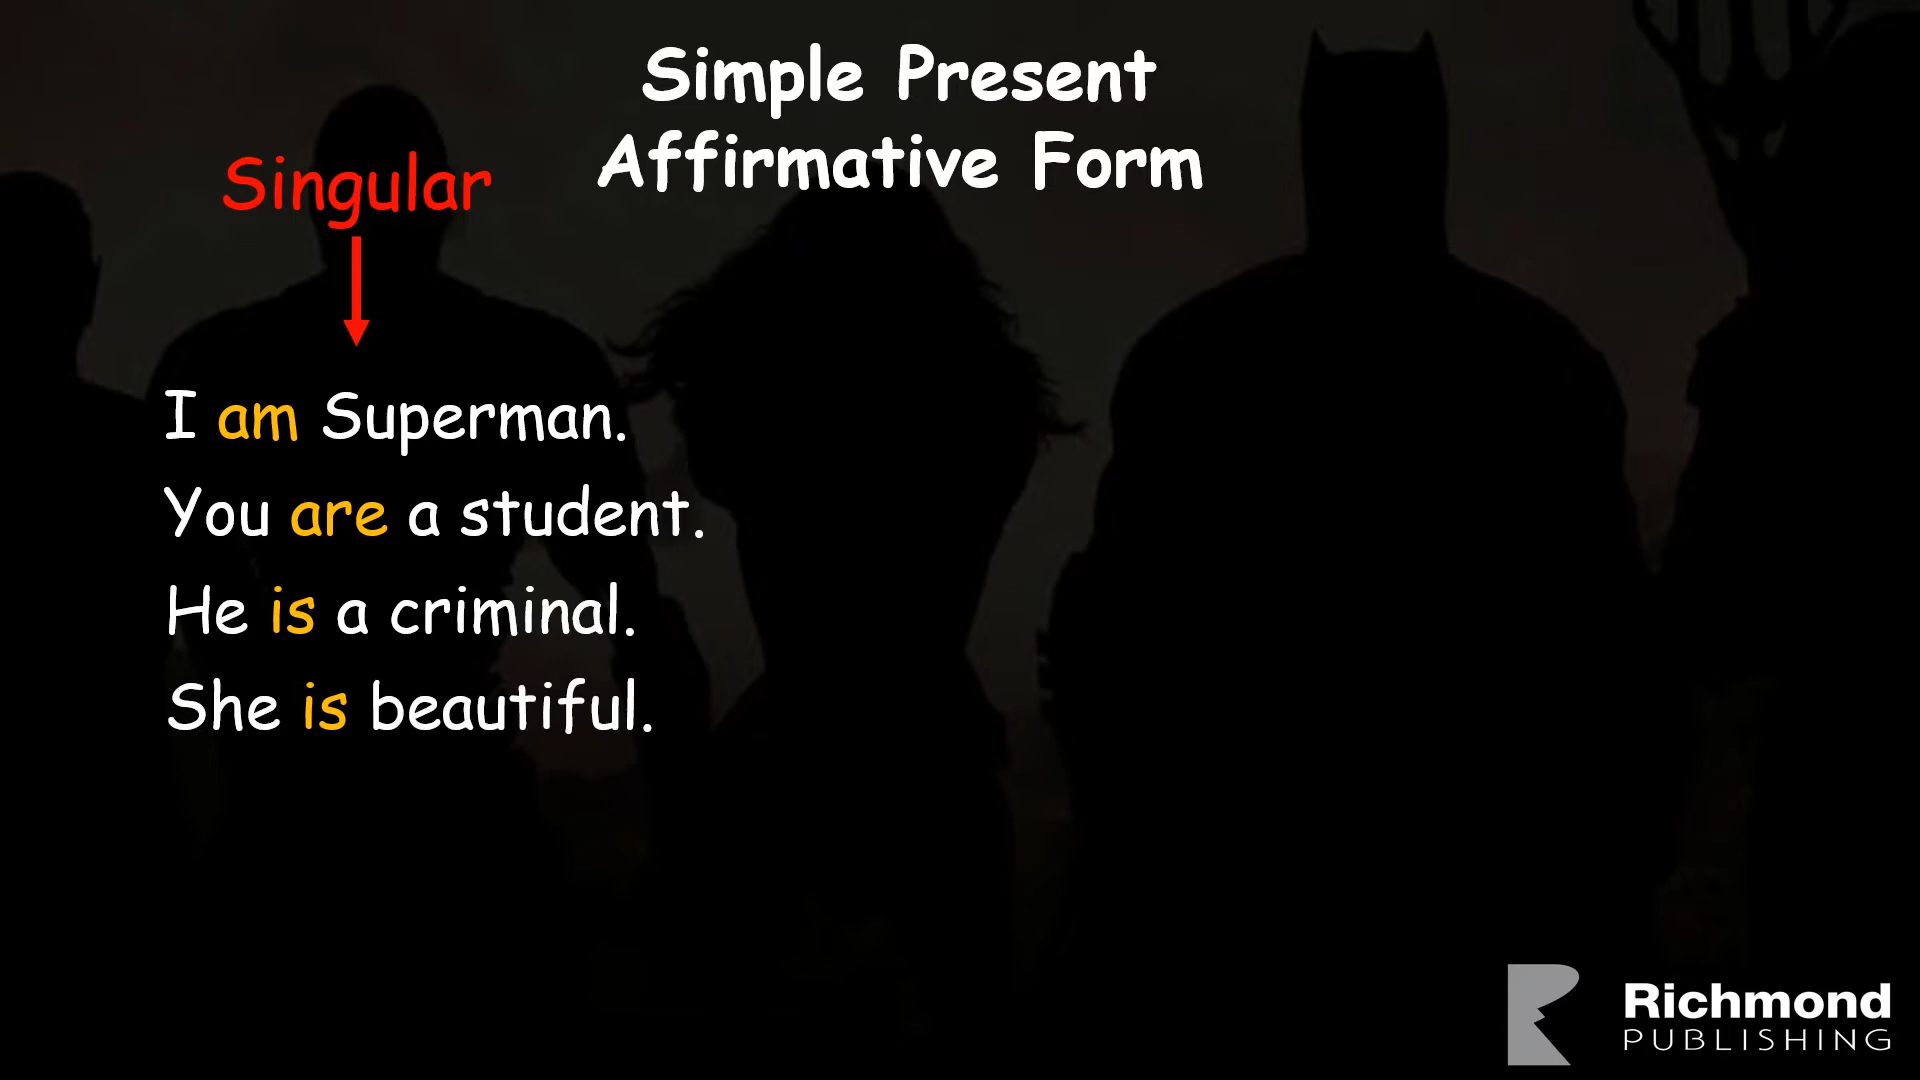 Simple Present
Affirmative Form
Singular
I am Superman.
You are a student.
He is a criminal.
She is beautiful.
Richmond
PUBLISHING